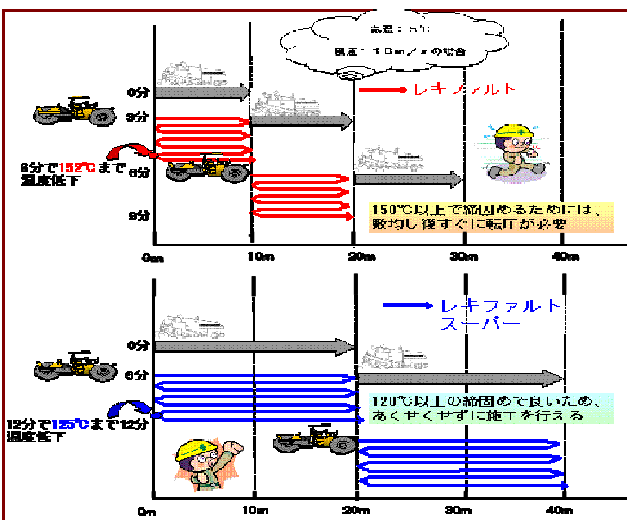 気温：5℃
風速：10m／sの場合
レキファルト
0分
3分
6分で152℃まで
温度低下
6分
9分
150℃以上で締固めるためには、
敷均し後すぐに転圧が必要
0m
10m
20m
30m
40m
レキファルト
スーパー
0分
6分
12分で125℃まで
温度低下
12分
120℃以上の締固めで良いため、
あくせくせずに施工を行える
0m
10m
20m
30m
40m